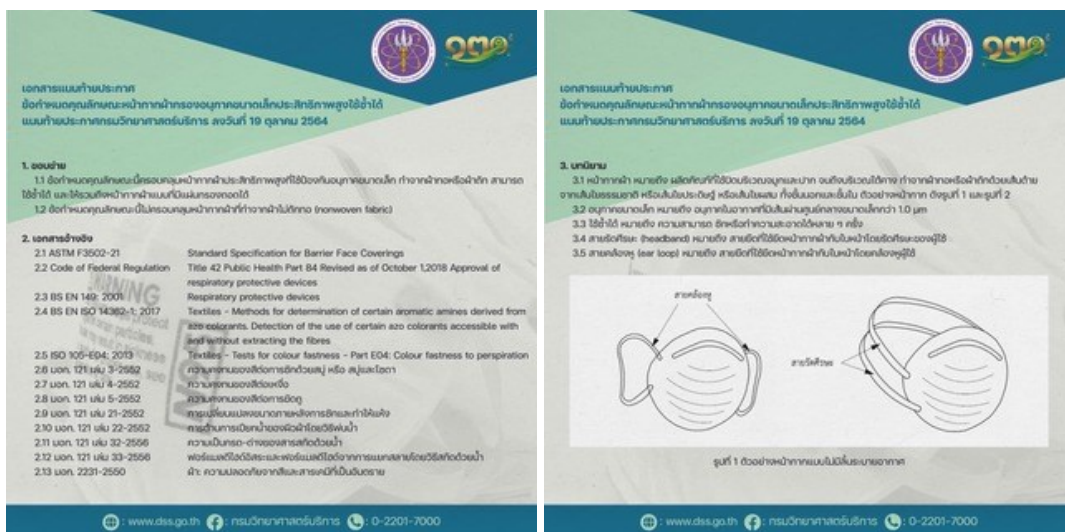 ๑๓๑
เอกสารแนบท้ายประกาศ
ข้อกำหนดคุณลักษณะหน้ากากผ้ากรองอนุภาคขนาดเล็กประสิทธิภาพสูงใช้ซ้ำได้
แนบท้ายประกาศกรมวิทยาศาสตร์บริการ ลงวันที่ 19 ตุลาคม 2564
1. ขอบข่าย
1.1 ข้อกำหนดคุณลักษณะนี้ครอบคลุมหน้ากากผ้าประสิทธิภาพสูงที่ใช้ป้องกันอนุภาคขนาดเล็ก ทำจากผ้าทอหรือผ้าถัก สามารถ
ใช้ซ้ำได้ และให้รวมถึงหน้ากากผ้าแบบที่มีแผ่นกรองถอดได้
1.2 ข้อกำหนดคุณลักษณะนี้ไม่ครอบคลุมหน้ากากผ้าที่ทำจากผ้าไม่ถักทอ (nonwoven fabric)
2. เอกสารอ้างอิง
2.1 ASTM F3502-21 Standard Specification for Barrier Face Coverings
2.2 Code of Federal Regulation Title 42 Public Health Part 84 Revised as of October 1,2018 Approval of
respiratory protective devices
2.3 BS EN 149: 2001 Respiratory protective devices
2.4 BS EN ISO 14362-1: 2017 Textiles - Methods for determination of certain aromatic amines derived from
azo colorants. Detection of the use of certain azo colorants accessible with
and without extracting the fibres
2.5 ISO 105-E04: 2013 Textiles - Tests for colour fastness - Part E04: Colour fastness to perspiration
2.6 มอก. 121 เล่ม 3-2552 ความคงทนของสีต่อการซักด้วยสบู่ หรือ สบู่และโซดา
2.7 มอก. 121 เล่ม 4-2552 ความคงทนของสีต่อเหงื่อ
2.8 มอก. 121 เล่ม 5-2552 ความคงทนของสีต่อการขัดถู
2.9 มอก. 121 เล่ม 21-2552 การเปลี่ยนแปลงขนาดภายหลังการซักและทำให้แห้ง
2.10 มอก. 121 เล่ม 22-2552 การต้านการเปียกน้ำของผิวผ้าโดยวิธีพ่นน้ำ
2.11 มอก. 121 เล่ม 32-2556 ความเป็นกรด-ด่างของสารสกัดด้วยน้ำ
2.12 มอก. 121 เล่ม 33-2556 ฟอร์แมลดีไฮด์อิสระและฟอร์แมลดีไฮด์จากการแยกสลายโดยวิธีสกัดด้วยน้ำ
2.13 มอก. 2231-2550 ผ้า: ความปลอดภัยจากสีและสารเคมีที่เป็นอันตราย
: www.dss.go.th : กรมวิทยาศาสตร์บริการ : 0-2201-7000
๑๓๑
เอกสารแนบท้ายประกาศ
ข้อกำหนดคุณลักษณะหน้ากากผ้ากรองอนุภาคขนาดเล็กประสิทธิภาพสูงใช้ซ้ำได้
แนบท้ายประกาศกรมวิทยาศาสตร์บริการ ลงวันที่ 19 ตุลาคม 2564
3. บทนิยาม
3.1 หน้ากากผ้า หมายถึง ผลิตภัณฑ์ที่ใช้ปิดบริเวณจมูกและปาก จนถึงบริเวณใต้คาง ทำจากผ้าทอหรือผ้าถักด้วยเส้นด้าย
จากเส้นใยธรรมชาติ หรือเส้นใยประดิษฐ์ หรือเส้นใยผสม ทั้งชั้นนอกและชั้นใน ตัวอย่างหน้ากาก ดังรูปที่ 1 และรูปที่ 2
3.2 อนุภาคขนาดเล็ก หมายถึง อนุภาคในอากาศที่มีเส้นผ่านศูนย์กลางขนาดเล็กกว่า 1.0 µm
3.3 ใช้ซ้ำได้ หมายถึง ความสามารถ ซักหรือทำความสะอาดได้หลาย ๆ ครั้ง
3.4 สายรัดศีรษะ (headband) หมายถึง สายยืดที่ใช้ยึดหน้ากากผ้ากับใบหน้าโดยรัดศีรษะของผู้ใช้
3.5 สายคล้องหู (ear loop) หมายถึง สายยืดที่ใช้ยึดหน้ากากผ้ากับใบหน้าโดยคล้องหูผู้ใช้
สายคล้องหู
สายรัดศีรษะ
รูปที่ 1 ตัวอย่างหน้ากากแบบไม่มีลิ้นระบายอากาศ
: www.dss.go.th : กรมวิทยาศาสตร์บริการ : 0-2201-7000